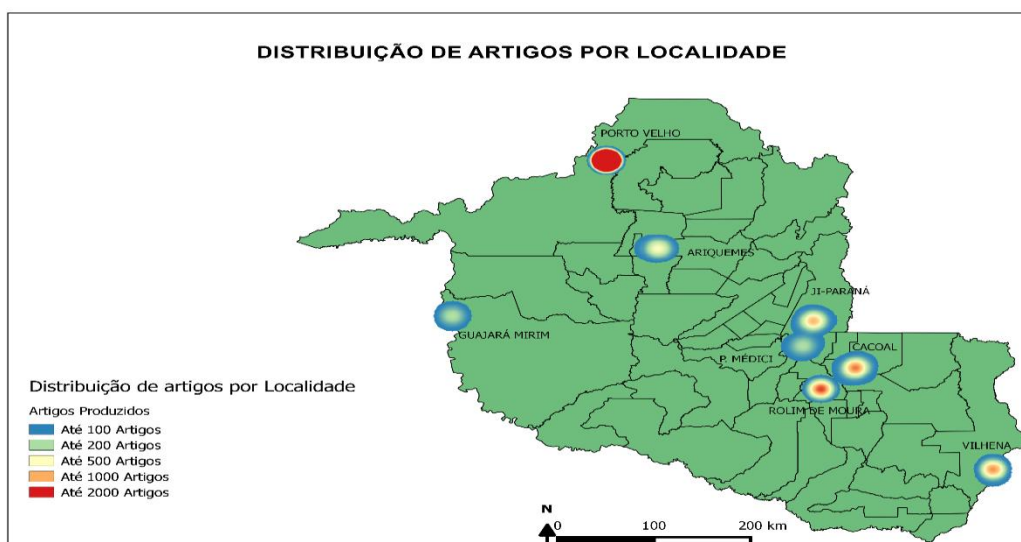 DISTRIBUIÇÃO DE ARTIGOS POR LOCALIDADE
PORTO VELHO
ARIQUEMES
JI-PARANÁ
GUAJARÁ MIRIM
P. MÉDICI
CACOAL
ROLIM DE MOURA
VILHENA
Distribuição de artigos por Localidade
Artigos Produzidos
Até 100 Artigos
Até 200 Artigos
Até 500 Artigos
Até 1000 Artigos
Até 2000 Artigos
N
0 100 200 km